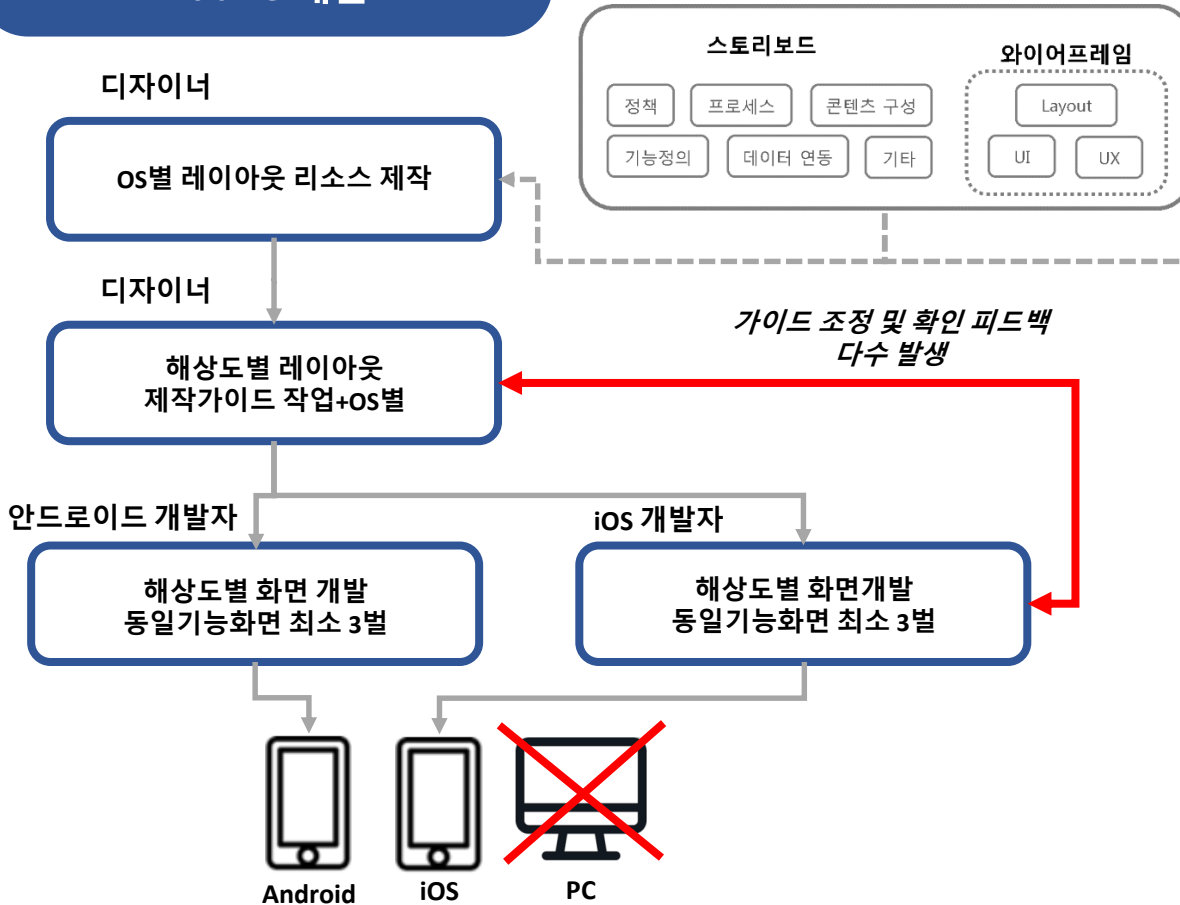 스토리보드
와이어프레임
정책
프로세스
콘텐츠 구성
Layout
기능정의
데이터 연동
기타
UI
UX
디자이너
OS별 레이아웃 리소스 제작
디자이너
해상도별 레이아웃
제작가이드 작업+OS별
가이드 조정 및 확인 피드백
다수 발생
안드로이드 개발자
iOS 개발자
해상도별 화면 개발
동일기능화면 최소 3벌
해상도별 화면개발
동일기능화면 최소 3벌
Android
iOS
PC